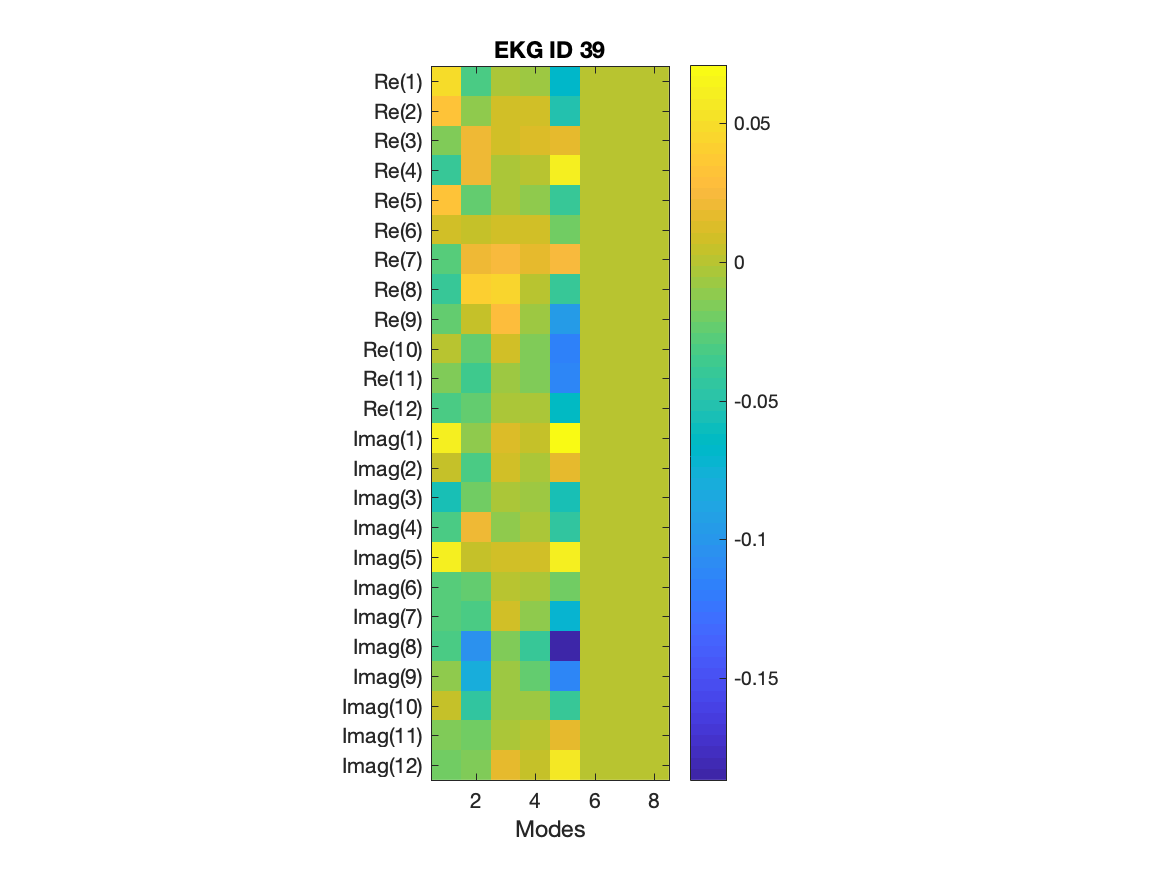 EKG ID 39
Re(1)
Re(2)
Re(3)
Re(4)
Re(5)
Re(6)
Re(7)
Re(8)
Re(9)
Re(10)
Re(11)
Re(12)
Imag(1)
Imag(2)
Imag(3)
Imag(4)
Imag(5)
Imag(6)
Imag(7)
Imag(8)
Imag(9)
Imag(10)
Imag(11)
Imag(12)
2 4 6 8
Modes
0.05
0
-0.05
-0.1
-0.15